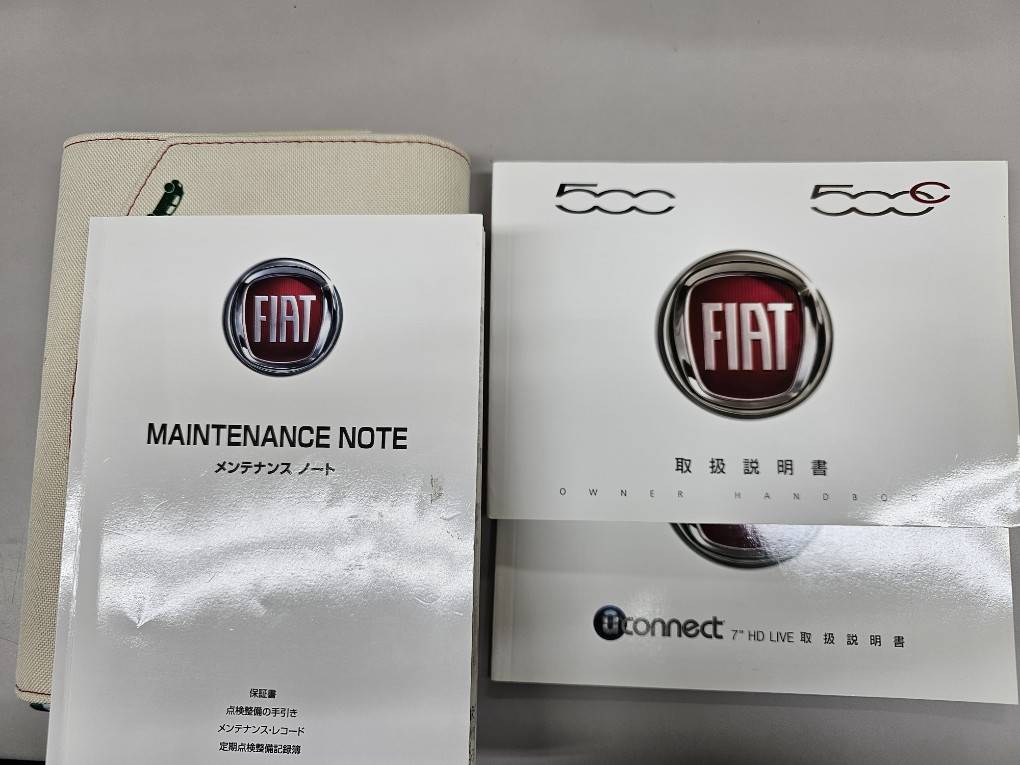 FIAT
MAINTENANCE NOTE
メンテナンス ノート
保証書
点検整備の手引き
メンテナンス・レコード
定期点検整備記録簿
500
500C
FIAT
取扱説明書
OWNER HANDBOOK
uconnect 7" HD LIVE 取扱説明書